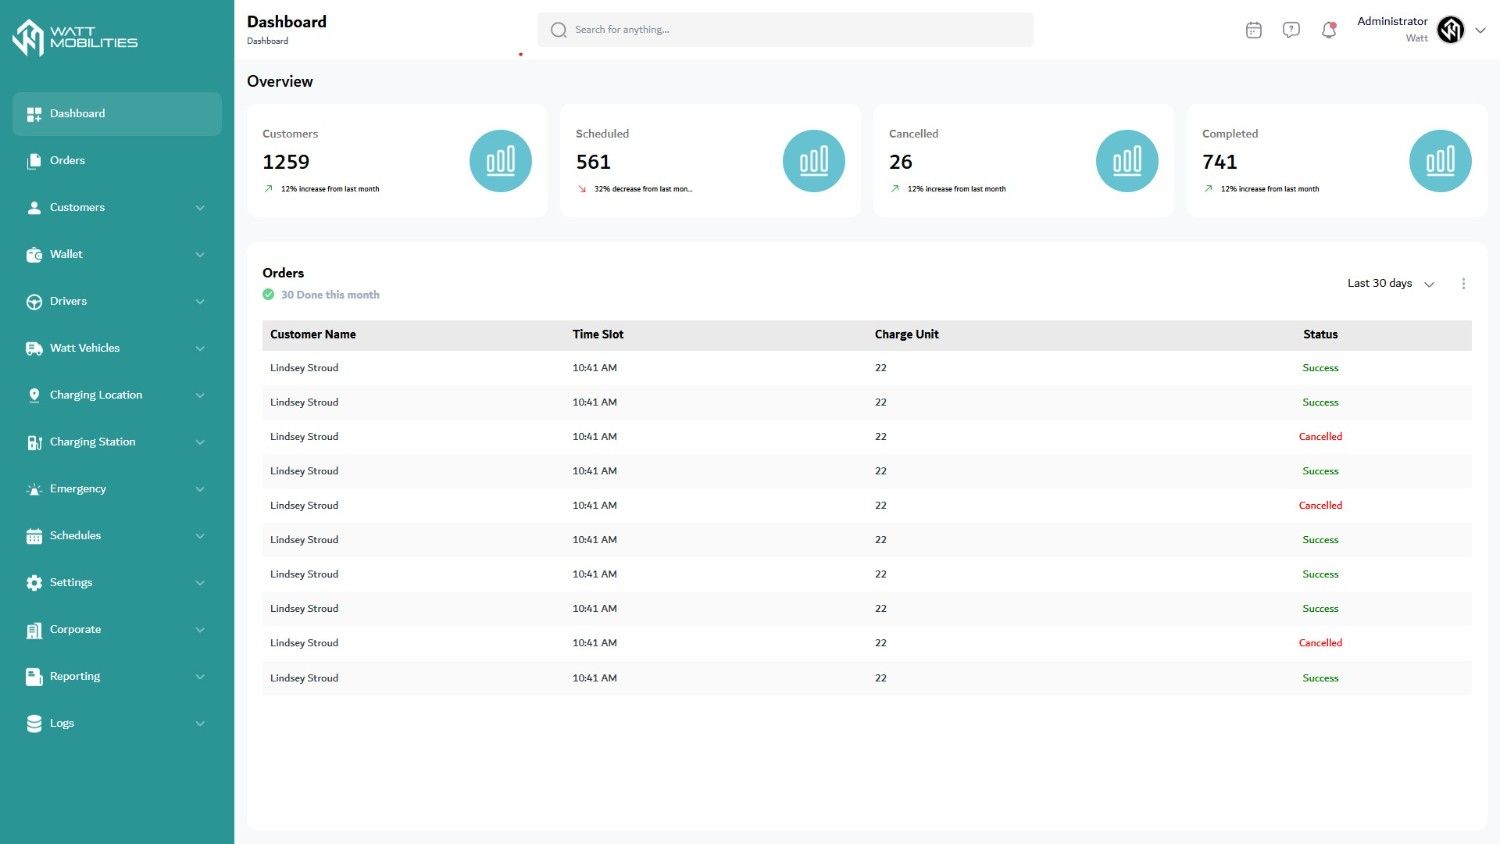 WATT
MOBILITIES
Dashboard
Orders
Customers
Wallet
Drivers
Watt Vehicles
Charging Location
Charging Station
Emergency
Schedules
Settings
Corporate
Reporting
Logs
Dashboard
Dashboard
Search for anything...
Administrator
Watt
Overview
Customers
1259
12% increase from last month
Scheduled
561
32% decrease from last mon...
Cancelled
26
12% increase from last month
Completed
741
12% increase from last month
Orders
30 Done this month
Last 30 days
Customer Name Time Slot Charge Unit Status
Lindsey Stroud 10:41 AM 22 Success
Lindsey Stroud 10:41 AM 22 Success
Lindsey Stroud 10:41 AM 22 Cancelled
Lindsey Stroud 10:41 AM 22 Success
Lindsey Stroud 10:41 AM 22 Cancelled
Lindsey Stroud 10:41 AM 22 Success
Lindsey Stroud 10:41 AM 22 Success
Lindsey Stroud 10:41 AM 22 Success
Lindsey Stroud 10:41 AM 22 Cancelled
Lindsey Stroud 10:41 AM 22 Success